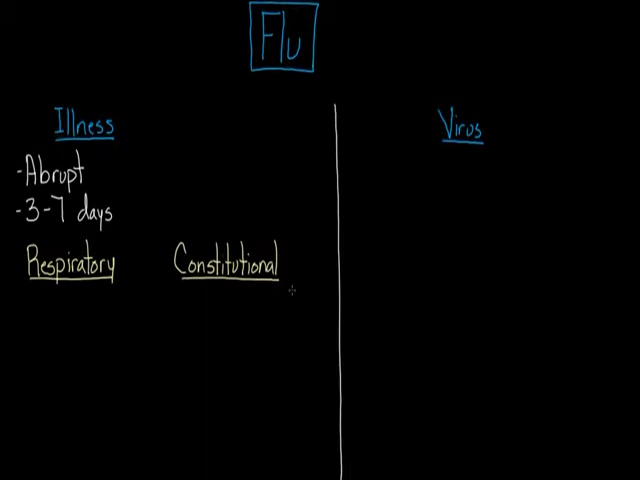 Flu
Illness
- Abrupt
- 3-7 days
Respiratory Constitutional
Virus